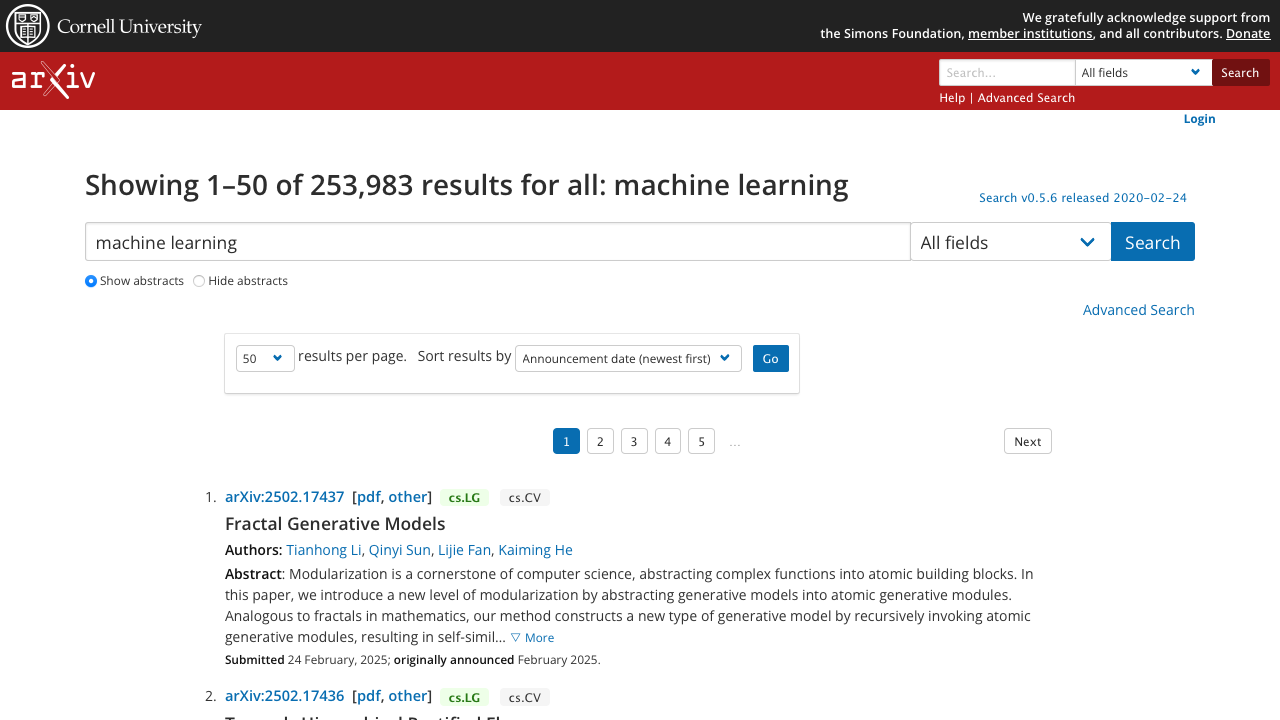 Cornell University
We gratefully acknowledge support from
the Simons Foundation, member institutions, and all contributors. Donate
arXiv
Search...
All fields
Search
Help | Advanced Search
Login
Showing 1–50 of 253,983 results for all: machine learning
Search v0.5.6 released 2020-02-24
machine learning
All fields
Search
Show abstracts Hide abstracts
Advanced Search
50 results per page. Sort results by Announcement date (newest first) Go
1 2 3 4 5 … Next
1. arXiv:2502.17437 [pdf, other] cs.LG cs.CV
Fractal Generative Models
Authors: Tianhong Li, Qinyi Sun, Lijie Fan, Kaiming He
Abstract: Modularization is a cornerstone of computer science, abstracting complex functions into atomic building blocks. In
this paper, we introduce a new level of modularization by abstracting generative models into atomic generative modules.
Analogous to fractals in mathematics, our method constructs a new type of generative model by recursively invoking atomic
generative modules, resulting in self-simil... ▽ More
Submitted 24 February, 2025; originally announced February 2025.
2. arXiv:2502.17436 [pdf, other] cs.LG cs.CV